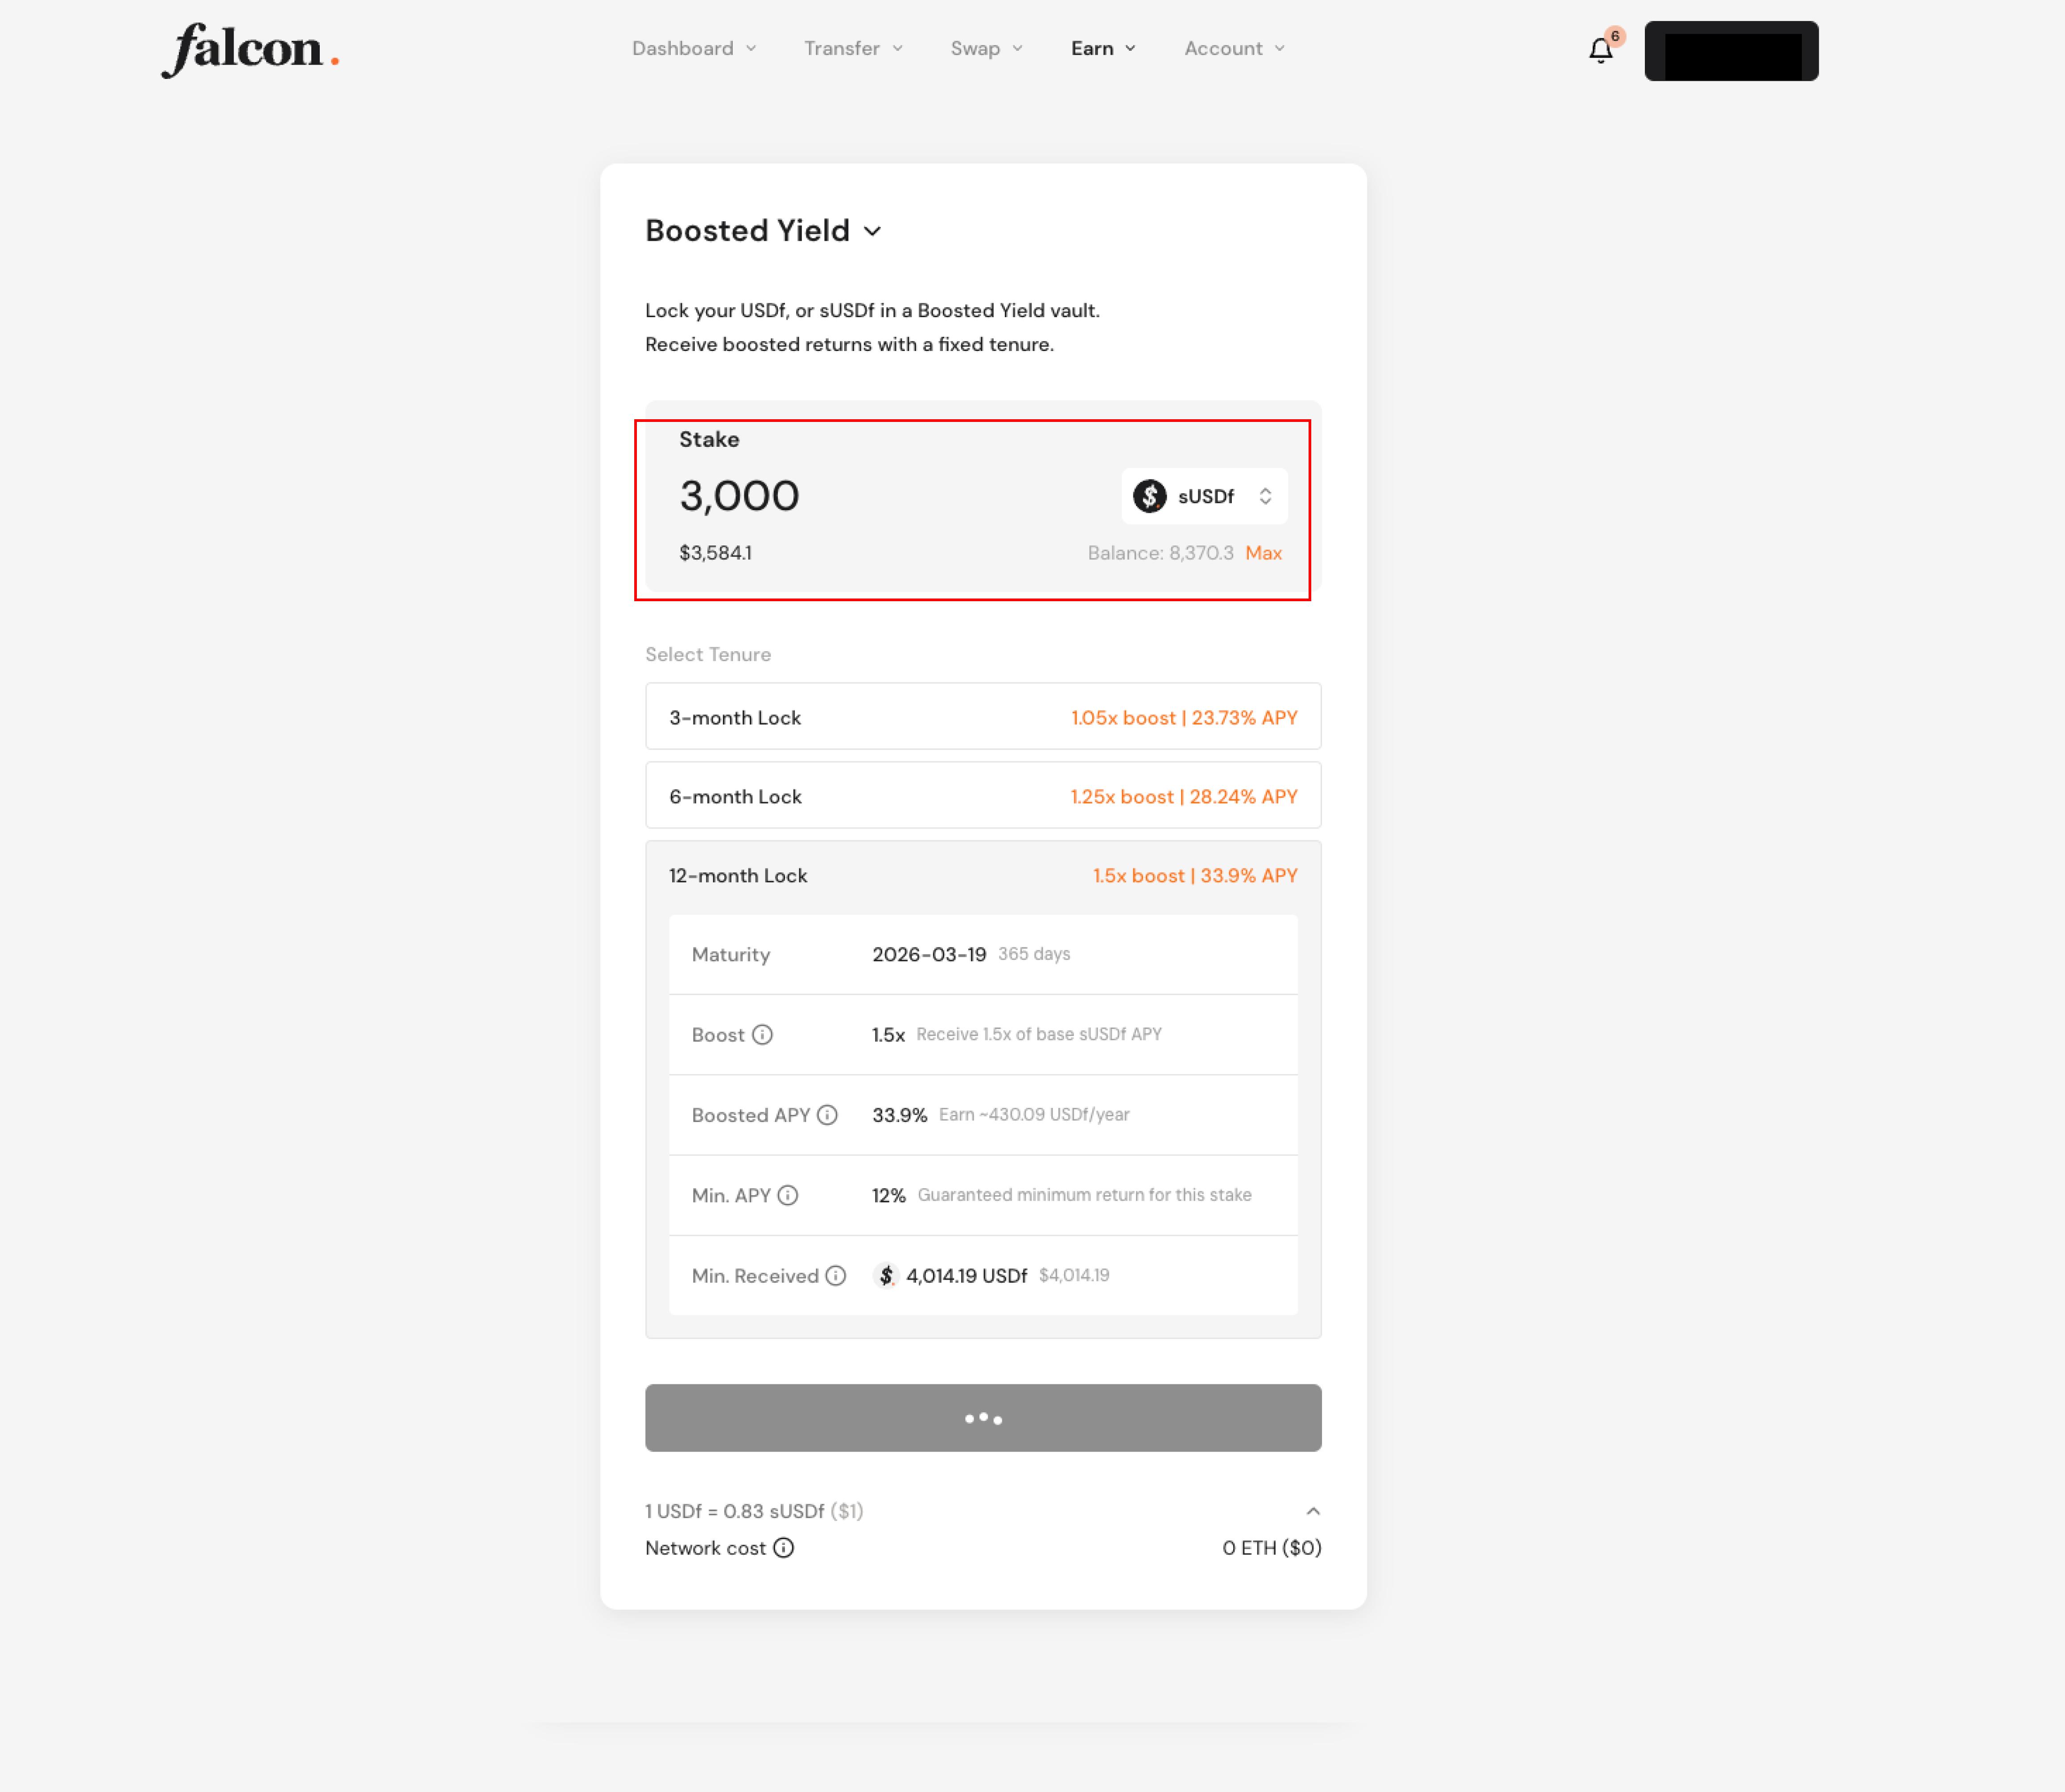 falcon.
Dashboard Transfer Swap Earn Account 6
Boosted Yield
Lock your USDf, or sUSDf in a Boosted Yield vault.
Receive boosted returns with a fixed tenure.
Stake
3,000 sUSDf
$3,584.1 Balance: 8,370.3 Max
Select Tenure
3-month Lock 1.05x boost | 23.73% APY
6-month Lock 1.25x boost | 28.24% APY
12-month Lock 1.5x boost | 33.9% APY
Maturity 2026-03-19 365 days
Boost 1.5x Receive 1.5x of base sUSDf APY
Boosted APY 33.9% Earn ~430.09 USDf/year
Min. APY 12% Guaranteed minimum return for this stake
Min. Received 4,014.19 USDf $4,014.19
1 USDf = 0.83 sUSDf ($1)
Network cost 0 ETH ($0)